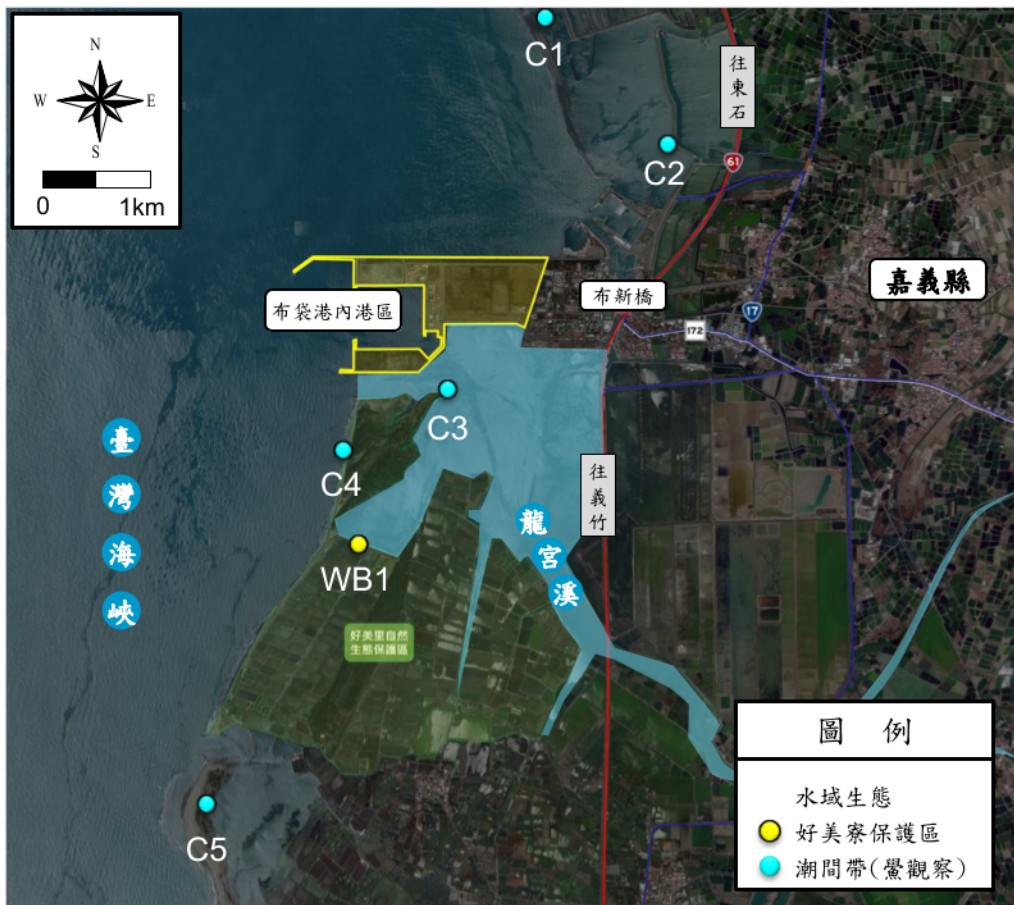 N
W
E
S
0
1km
C1
往東石
61
C2
嘉義縣
布袋港內港區
布新橋
17
172
C3
臺灣海峽
C4
往義竹
龍宮溪
WB1
好美里自然
生態保護區
C5
圖 例
水域生態
好美寮保護區
潮間帶(鱟觀察)